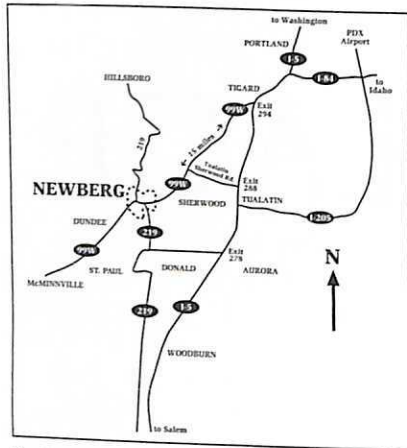 to Washington
PORTLAND
PDX
Airport
I-5
I-84
to
Idaho
HILLSBORO
TIGARD
99W
Exit
294
219
15 miles
Tualatin
Sherwood Rd.
Exit
288
99W
NEWBERG
SHERWOOD
TUALATIN
I-205
DUNDEE
219
99W
Exit
278
N
ST. PAUL
DONALD
AURORA
McMINNVILLE
219
I-5
WOODBURN
to Salem